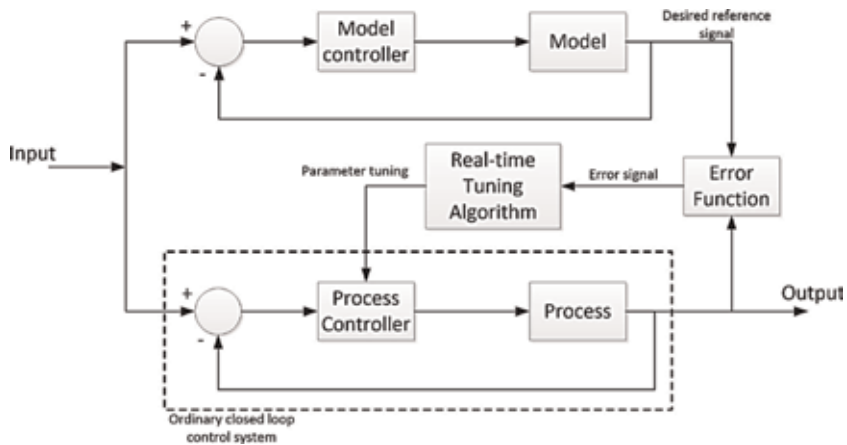 Desired reference
signal
+
Model
controller
Model
-
Input
Parameter tuning
Real-time
Tuning
Algorithm
Error signal
Error
Function
+
Process
Controller
Process
Output
-
Ordinary closed loop
control system